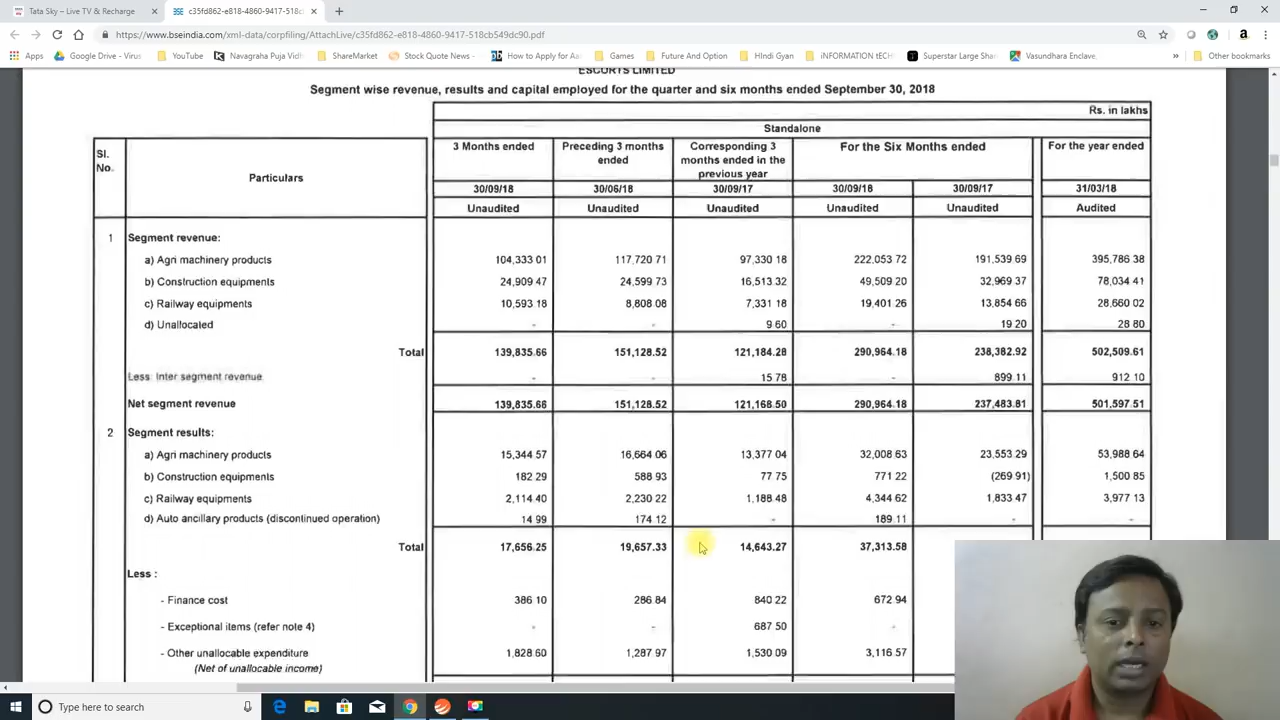 Tata Sky – Live TV & Recharge
c35fd862-e818-4860-9417-518cb
https://www.bseindia.com/xml-data/corpfiling/AttachLive/c35fd862-e818-4860-9417-518cb549dc90.pdf
Apps Google Drive - Virus YouTube Navagraha Puja Vidh ShareMarket Stock Quote News - How to Apply for Aad Games Future And Option HIndi Gyan iNFORMATION tECH Superstar Large Shar Vasundhara Enclave, » Other bookmarks
ESCORTS LIMITED
Segment wise revenue, results and capital employed for the quarter and six months ended September 30, 2018
Rs. in lakhs
Standalone
Sl. No. Particulars 3 Months ended Preceding 3 months ended Corresponding 3 months ended in the previous year For the Six Months ended For the year ended
30/09/18 30/06/18 30/09/17 30/09/18 30/09/17 31/03/18
Unaudited Unaudited Unaudited Unaudited Unaudited Audited
1 Segment revenue:
a) Agri machinery products 104,333 01 117,720 71 97,330 18 222,053 72 191,539 69 395,786 38
b) Construction equipments 24,909 47 24,599 73 16,513 32 49,509 20 32,969 37 78,034 41
c) Railway equipments 10,593 18 8,808 08 7,331 18 19,401 26 13,854 66 28,660 02
d) Unallocated - - 9 60 - 19 20 28 80
Total 139,835.66 151,128.52 121,184.28 290,964.18 238,382.92 502,509.61
Less: Inter segment revenue - - 15 78 - 899.11 912 10
Net segment revenue 139,835.66 151,128.52 121,168.50 290,964.18 237,483.81 501,597.51
2 Segment results:
a) Agri machinery products 15,344 57 16,664 06 13,377 04 32,008 63 23,553 29 53,988 64
b) Construction equipments 182 29 588 93 77 75 771 22 (269 91) 1,500 85
c) Railway equipments 2,114 40 2,230 22 1,188 48 4,344 62 1,833 47 3,977 13
d) Auto ancillary products (discontinued operation) 14 99 174 12 - 189 11 - -
Total 17,656.25 19,657.33 14,643.27 37,313.58
Less :
- Finance cost 386 10 286 84 840 22 672 94
- Exceptional items (refer note 4) - - 687 50 -
- Other unallocable expenditure 1,828 60 1,287 97 1,530 09 3,116 57
(Net of unallocable income)
Type here to search